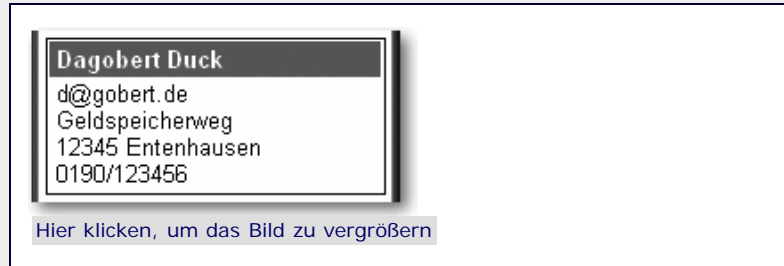 Dagobert Duck
d@gobert.de
Geldspeicherweg
12345 Entenhausen
0190/123456
Hier klicken, um das Bild zu vergrößern